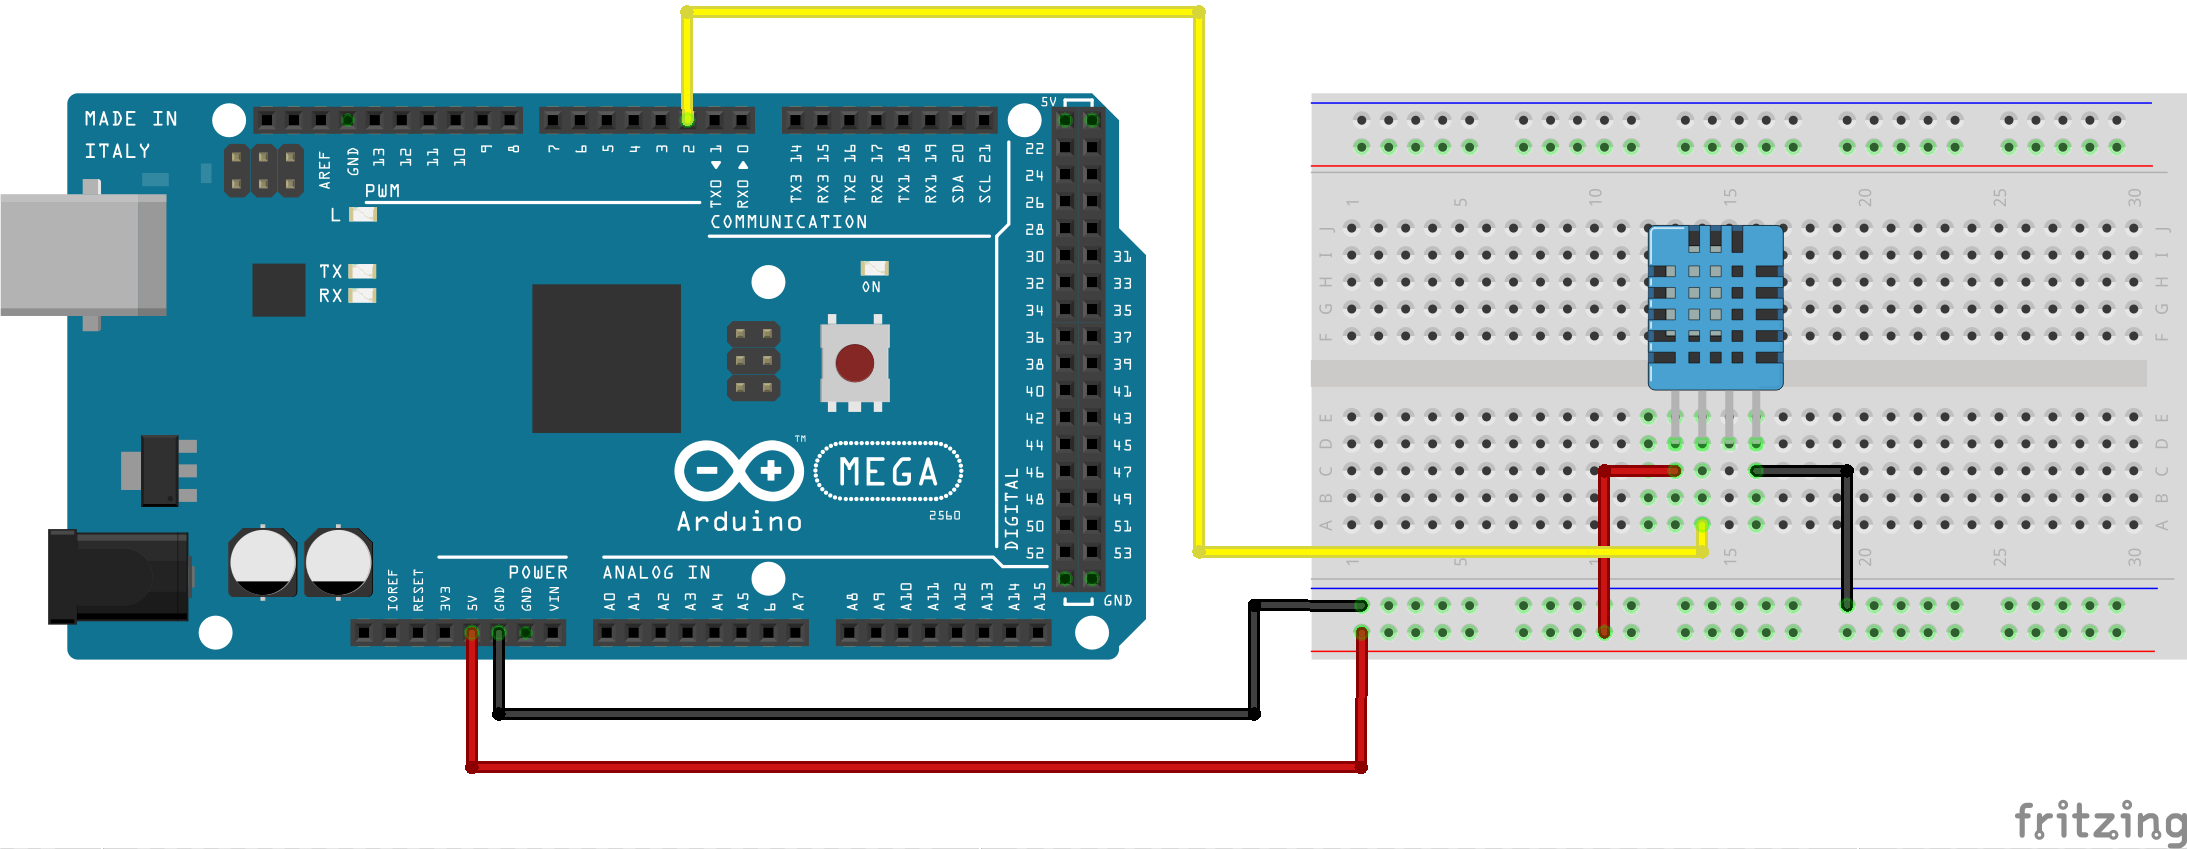 MADE IN
ITALY
AREF
GND
13
12
11
10
9
8
7
6
5
4
3
2
TX0 1
RX0 0
TX3 14
RX3 15
TX2 16
RX2 17
TX1 18
RX1 19
SDA 20
SCL 21
5V
PWM
COMMUNICATION
L
TX
RX
ON
22
24
26
28
30 31
32 33
34 35
36 37
38 39
40 41
42 43
44 45
46 47
48 49
50 51
52 53
GND
DIGITAL
TM
MEGA
2560
Arduino
POWER
ANALOG IN
IOREF
RESET
3V3
5V
GND
GND
VIN
A0
A1
A2
A3
A4
A5
6
A7
A8
A9
A10
A11
A12
A13
A14
A15
1 5 10 15 20 25 30
J J
I I
H H
G G
F F
E E
D D
C C
B B
A A
5 15 20 25 30
fritzing